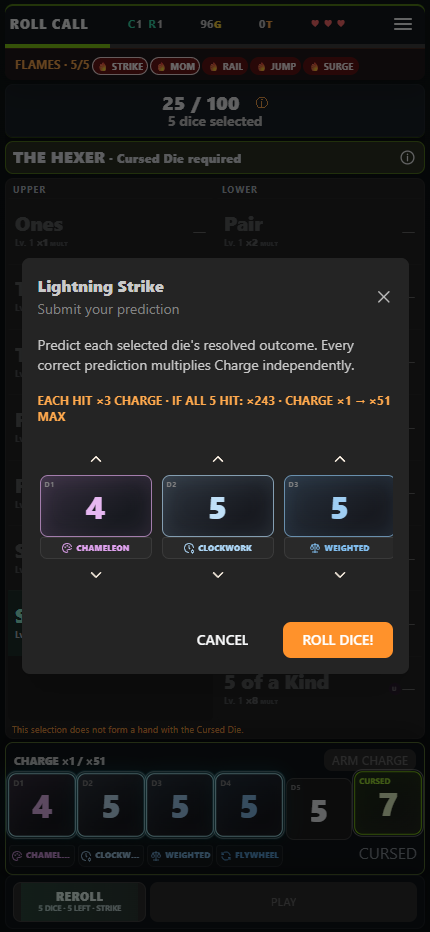 ROLL CALL C1 R1 96G 0T
FLAMES · 5/5 STRIKE MOM RAIL JUMP SURGE
25 / 100
5 dice selected
THE HEXER · Cursed Die required
UPPER LOWER
Ones — Pair —
Lv. 1 ×1 MULT Lv. 1 ×2 MULT
Lightning Strike
Submit your prediction
Predict each selected die's resolved outcome. Every
correct prediction multiplies Charge independently.
EACH HIT ×3 CHARGE · IF ALL 5 HIT: ×243 · CHARGE ×1 → ×51
MAX
D1 D2 D3
4 5 5
CHAMELEON CLOCKWORK WEIGHTED
CANCEL ROLL DICE!
5 of a Kind
Lv. 1 ×8 MULT
This selection does not form a hand with the Cursed Die.
CHARGE ×1 / ×51 ARM CHARGE
D1 D2 D3 D4 D5 CURSED
4 5 5 5 5 7
CHAMEL... CLOCKW... WEIGHTED FLYWHEEL CURSED
REROLL PLAY
5 DICE · 5 LEFT · STRIKE